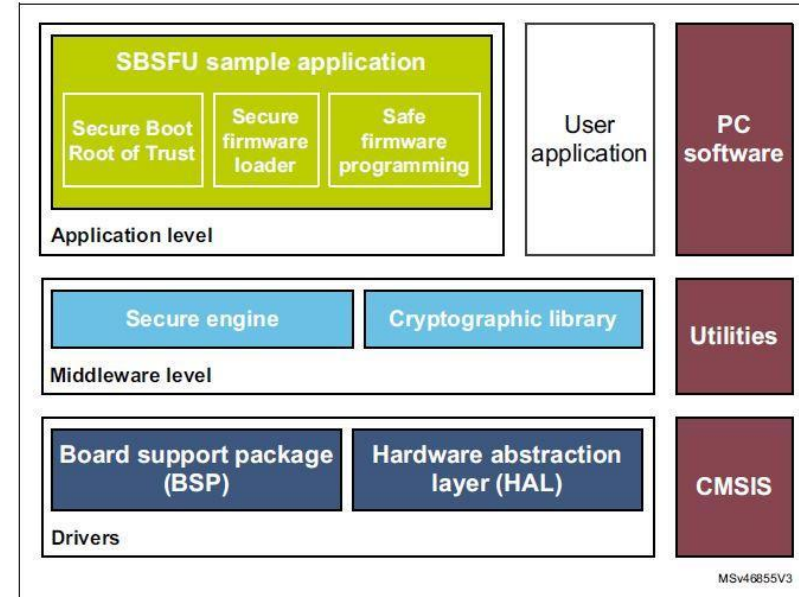 SBSFU sample application
Secure Boot
Root of Trust
Secure
firmware
loader
Safe
firmware
programming
Application level
User
application
PC
software
Secure engine
Cryptographic library
Middleware level
Utilities
Board support package
(BSP)
Hardware abstraction
layer (HAL)
Drivers
CMSIS
MSv46855V3